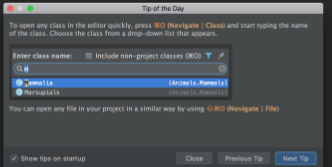 Tip of the Day
To open any class in the editor quickly, press ⌘O (Navigate | Class) and start typing the name
of the class. Choose the class from a drop-down list that appears.
Enter class name: Include non-project classes (⌘O)
m
Mammalia (Animals.Mammals)
Marsupials (Animals.Mammals)
You can open any file in your project in a similar way by using ⇧⌘O (Navigate | File)
Show tips on startup
Close
Previous Tip
Next Tip